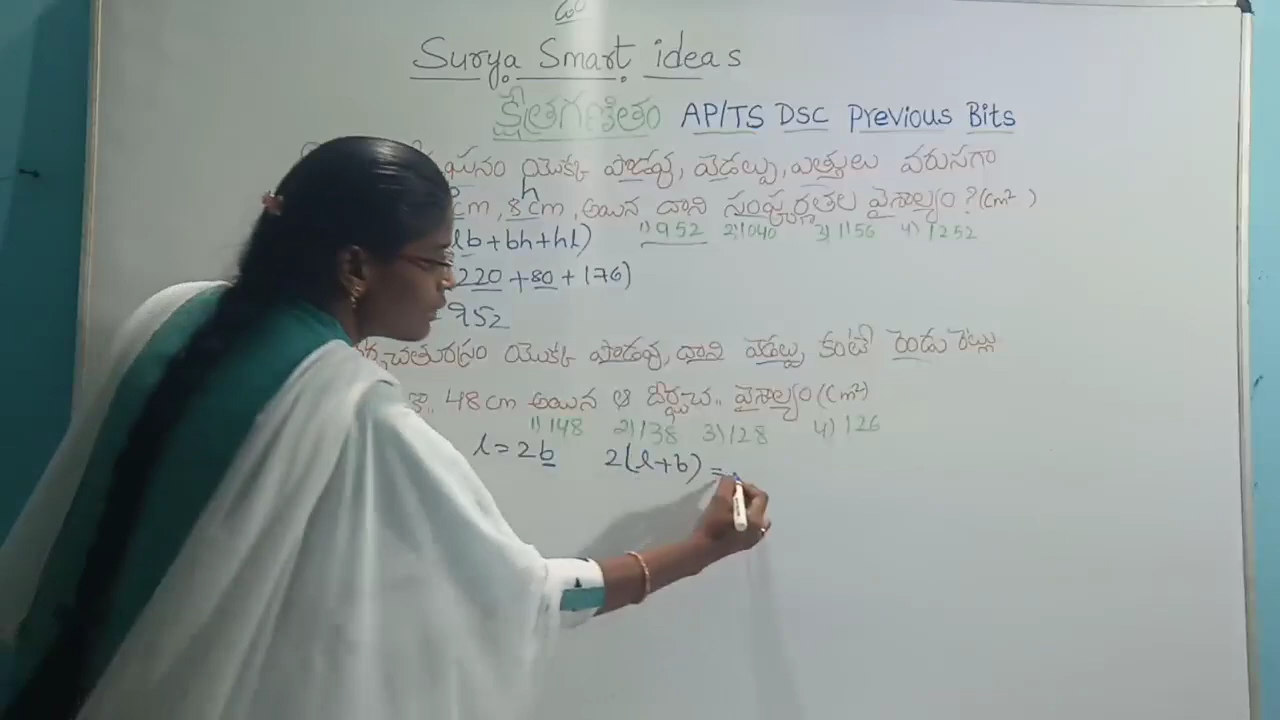 Surya Smart ideas
క్షేత్రగణితం AP/TS DSC Previous Bits
ఘనం యొక్క పొడవు, వెడల్పు, ఎత్తులు వరుసగా
h
cm, 8cm, అయిన దాని సంపూర్ణతల వైశాల్యం ? (cm²)
lb+bh+hl) 1) 952 2) 1040 3) 1156 4) 1252
220 + 80 + 176)
952
చతురస్రం యొక్క పొడవు, దాని వెడల్పు కంటే రెండు రెట్లు
48 cm అయిన ఆ దీర్ఘచ.. వైశాల్యం (cm²)
1) 148 2) 138 3) 128 4) 126
l = 2b 2(l+b) =